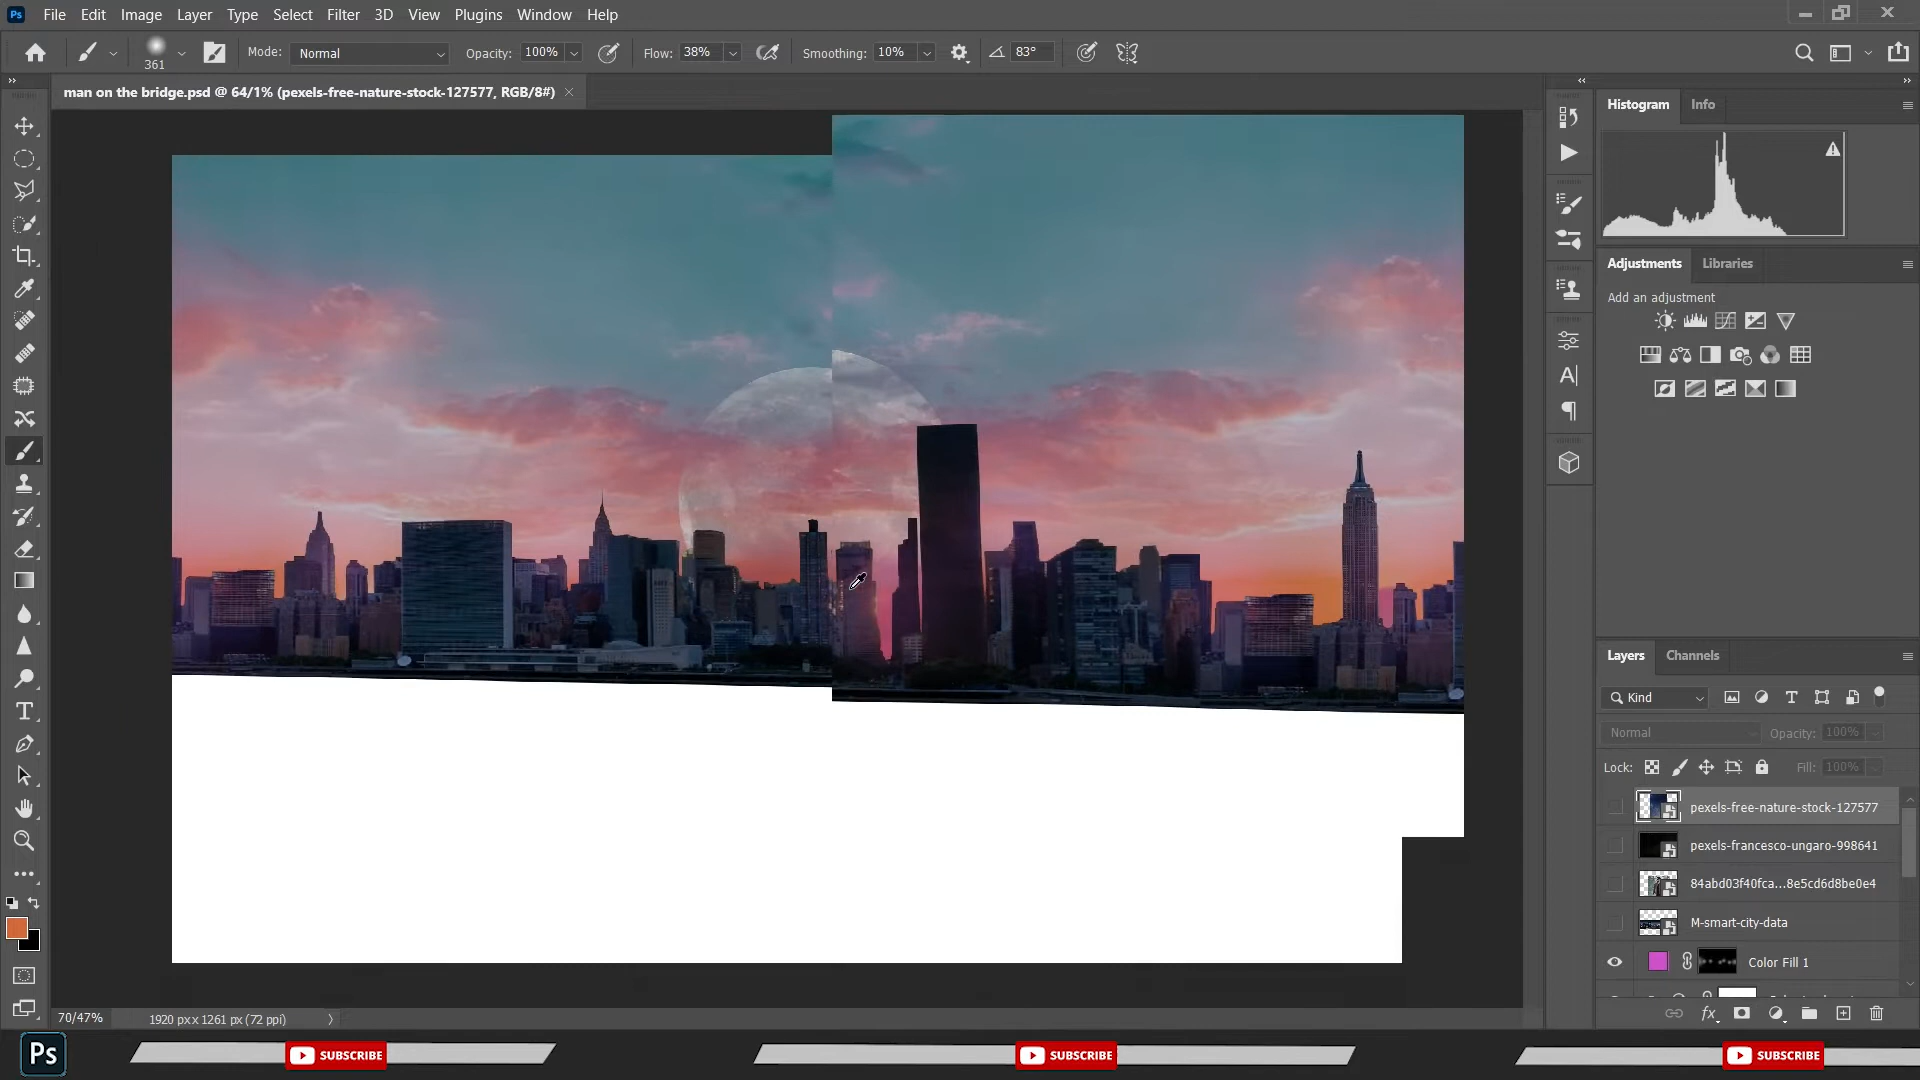 Ps File Edit Image Layer Type Select Filter 3D View Plugins Window Help
361 Mode: Normal Opacity: 100% Flow: 38% Smoothing: 10% 83°
man on the bridge.psd @ 64/1% (pexels-free-nature-stock-127577, RGB/8#) ×
Histogram Info
Adjustments Libraries
Add an adjustment
Layers Channels
Kind
Normal Opacity: 100%
Lock: Fill: 100%
pexels-free-nature-stock-127577
pexels-francesco-ungaro-998641
84abd03f40fca...8e5cd6d8be0e4
M-smart-city-data
Color Fill 1
70/47% 1920 px x 1261 px (72 ppi)
Ps SUBSCRIBE SUBSCRIBE SUBSCRIBE